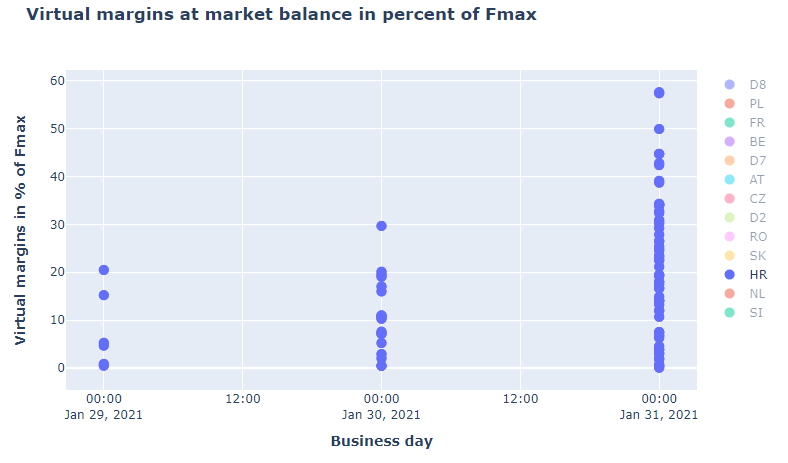 Virtual margins at market balance in percent of Fmax
Virtual margins in % of Fmax
60
50
40
30
20
10
0
00:00
Jan 29, 2021
12:00
00:00
Jan 30, 2021
12:00
00:00
Jan 31, 2021
Business day
D8
PL
FR
BE
D7
AT
CZ
D2
RO
SK
HR
NL
SI